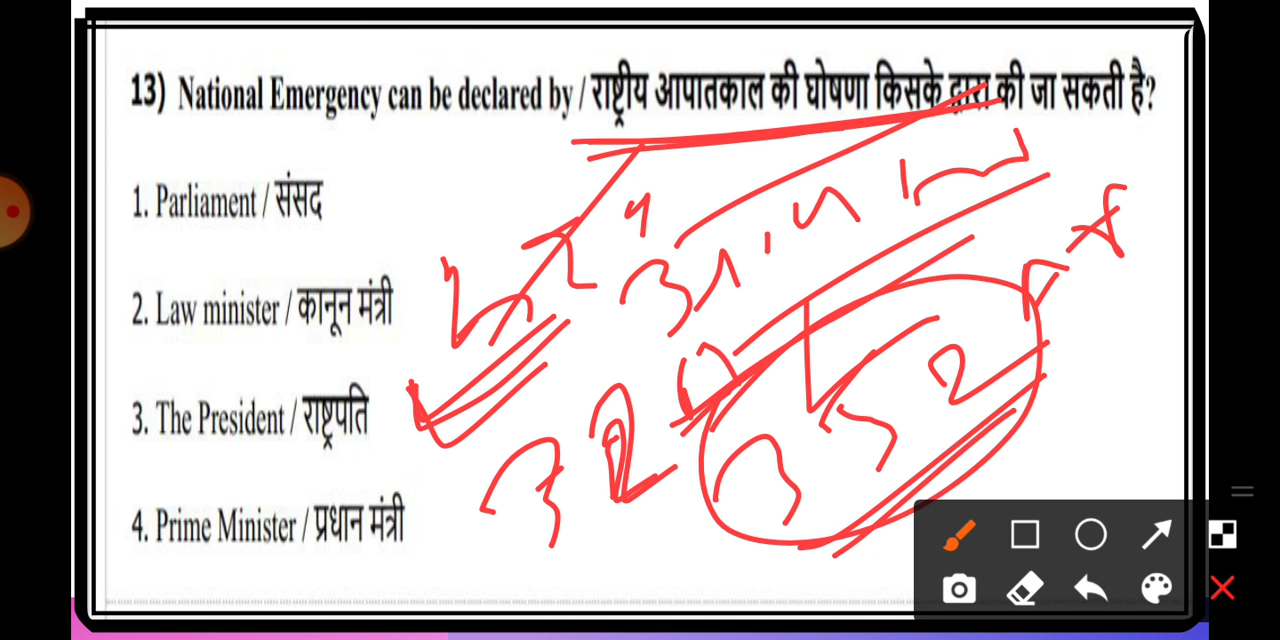 13) National Emergency can be declared by / राष्ट्रीय आपातकाल की घोषणा किसके द्वारा की जा सकती है?
1. Parliament / संसद
2. Law minister / कानून मंत्री
3. The President / राष्ट्रपति
4. Prime Minister / प्रधान मंत्री
352